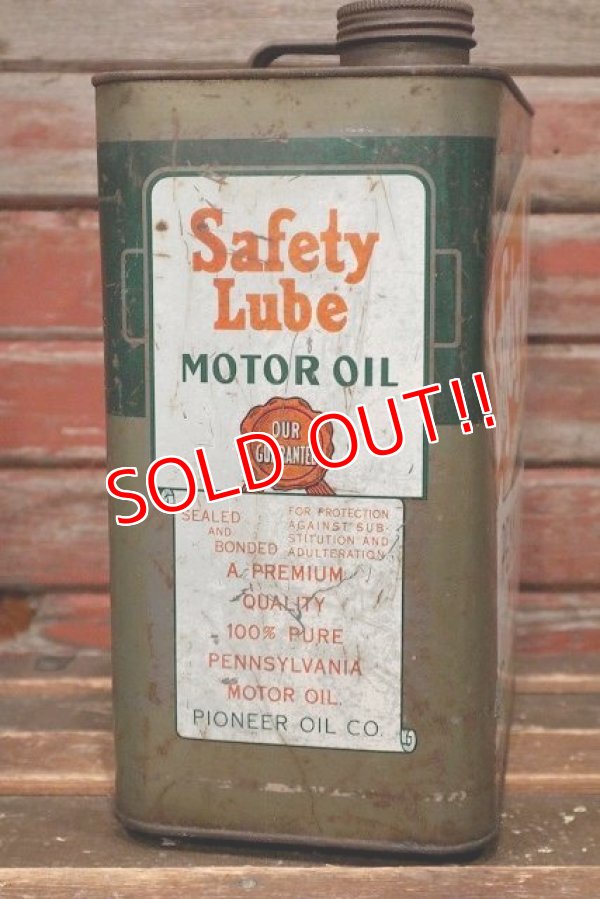 Safety
Lube
MOTOR OIL
OUR
GUARANTEE
SOLD OUT!!
SEALED
AND
BONDED
FOR PROTECTION
AGAINST SUB-
STITUTION AND
ADULTERATION
A PREMIUM
QUALITY
100% PURE
PENNSYLVANIA
MOTOR OIL.
PIONEER OIL CO.